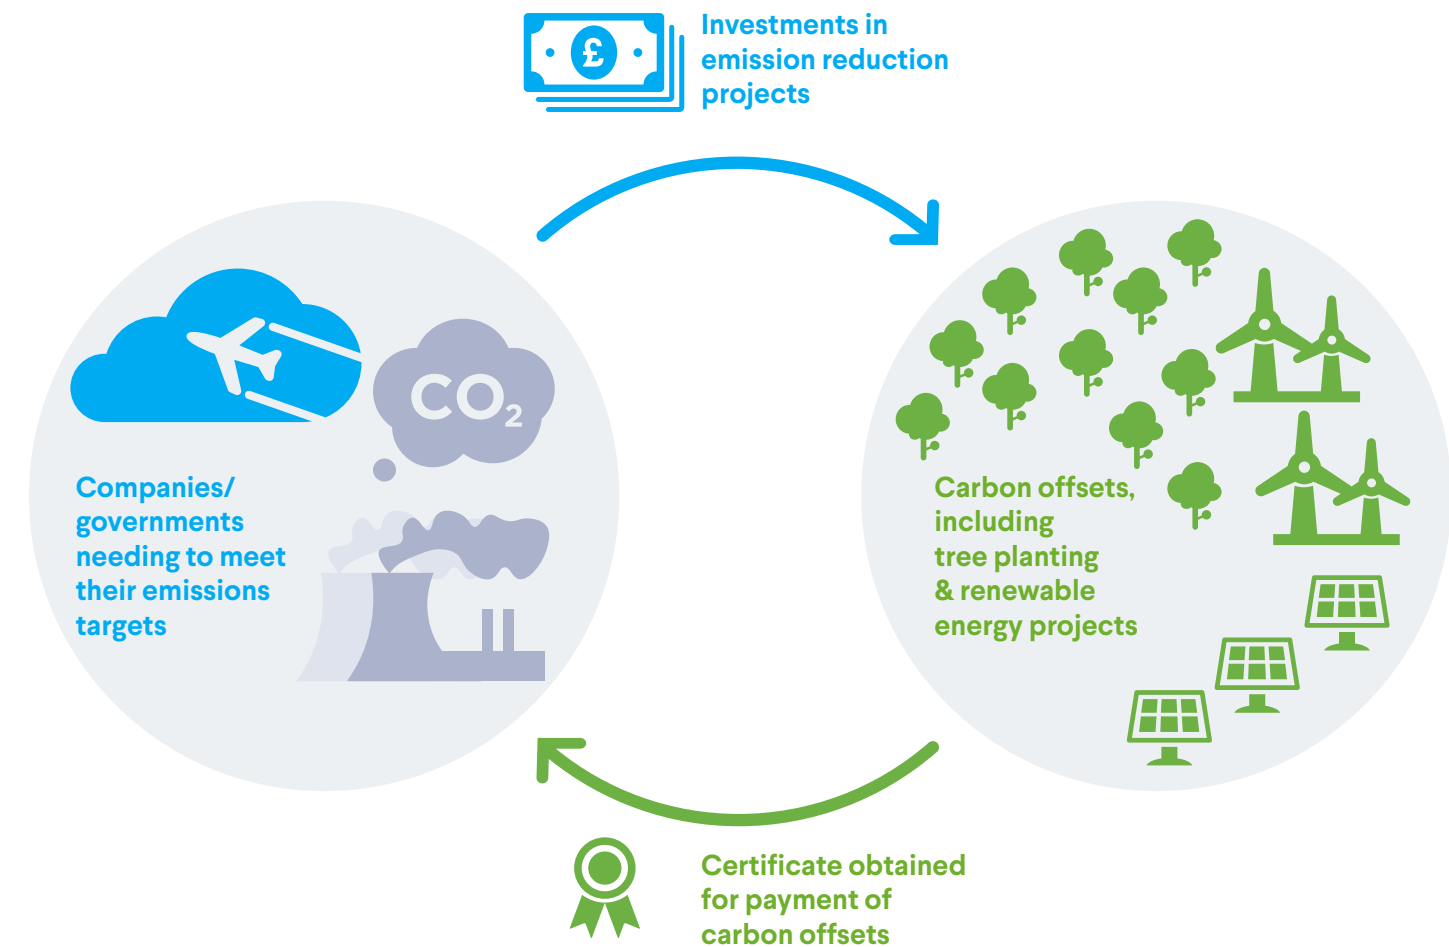 £
Investments in
emission reduction
projects
CO₂
Companies/
governments
needing to meet
their emissions
targets
Carbon offsets,
including
tree planting
& renewable
energy projects
Certificate obtained
for payment of
carbon offsets